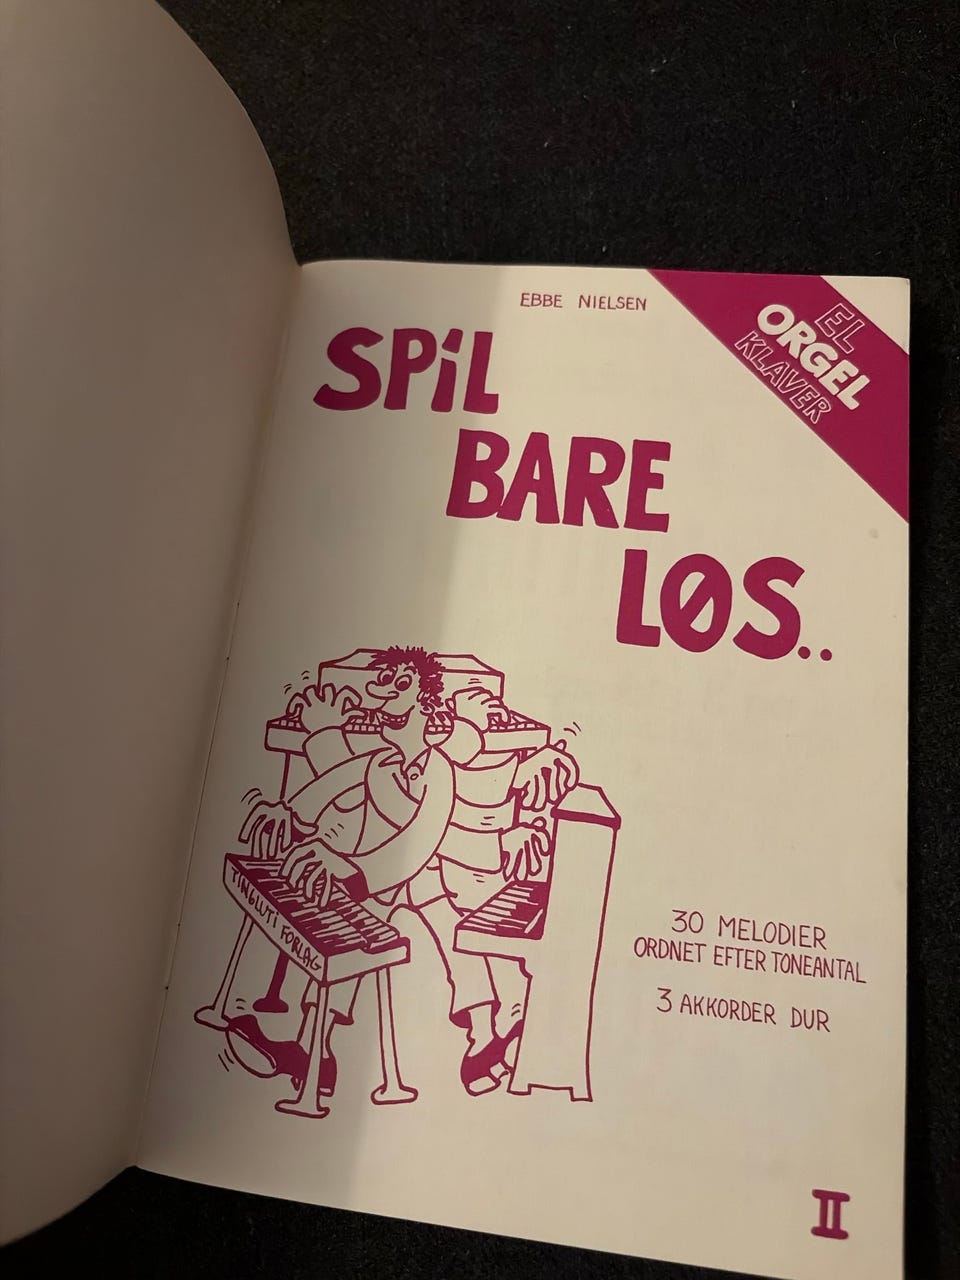 EBBE NIELSEN
EL
ORGEL
KLAVER
SPIL
BARE
LØS..
TINGLUTI FORLAG
30 MELODIER
ORDNET EFTER TONEANTAL
3 AKKORDER DUR
II